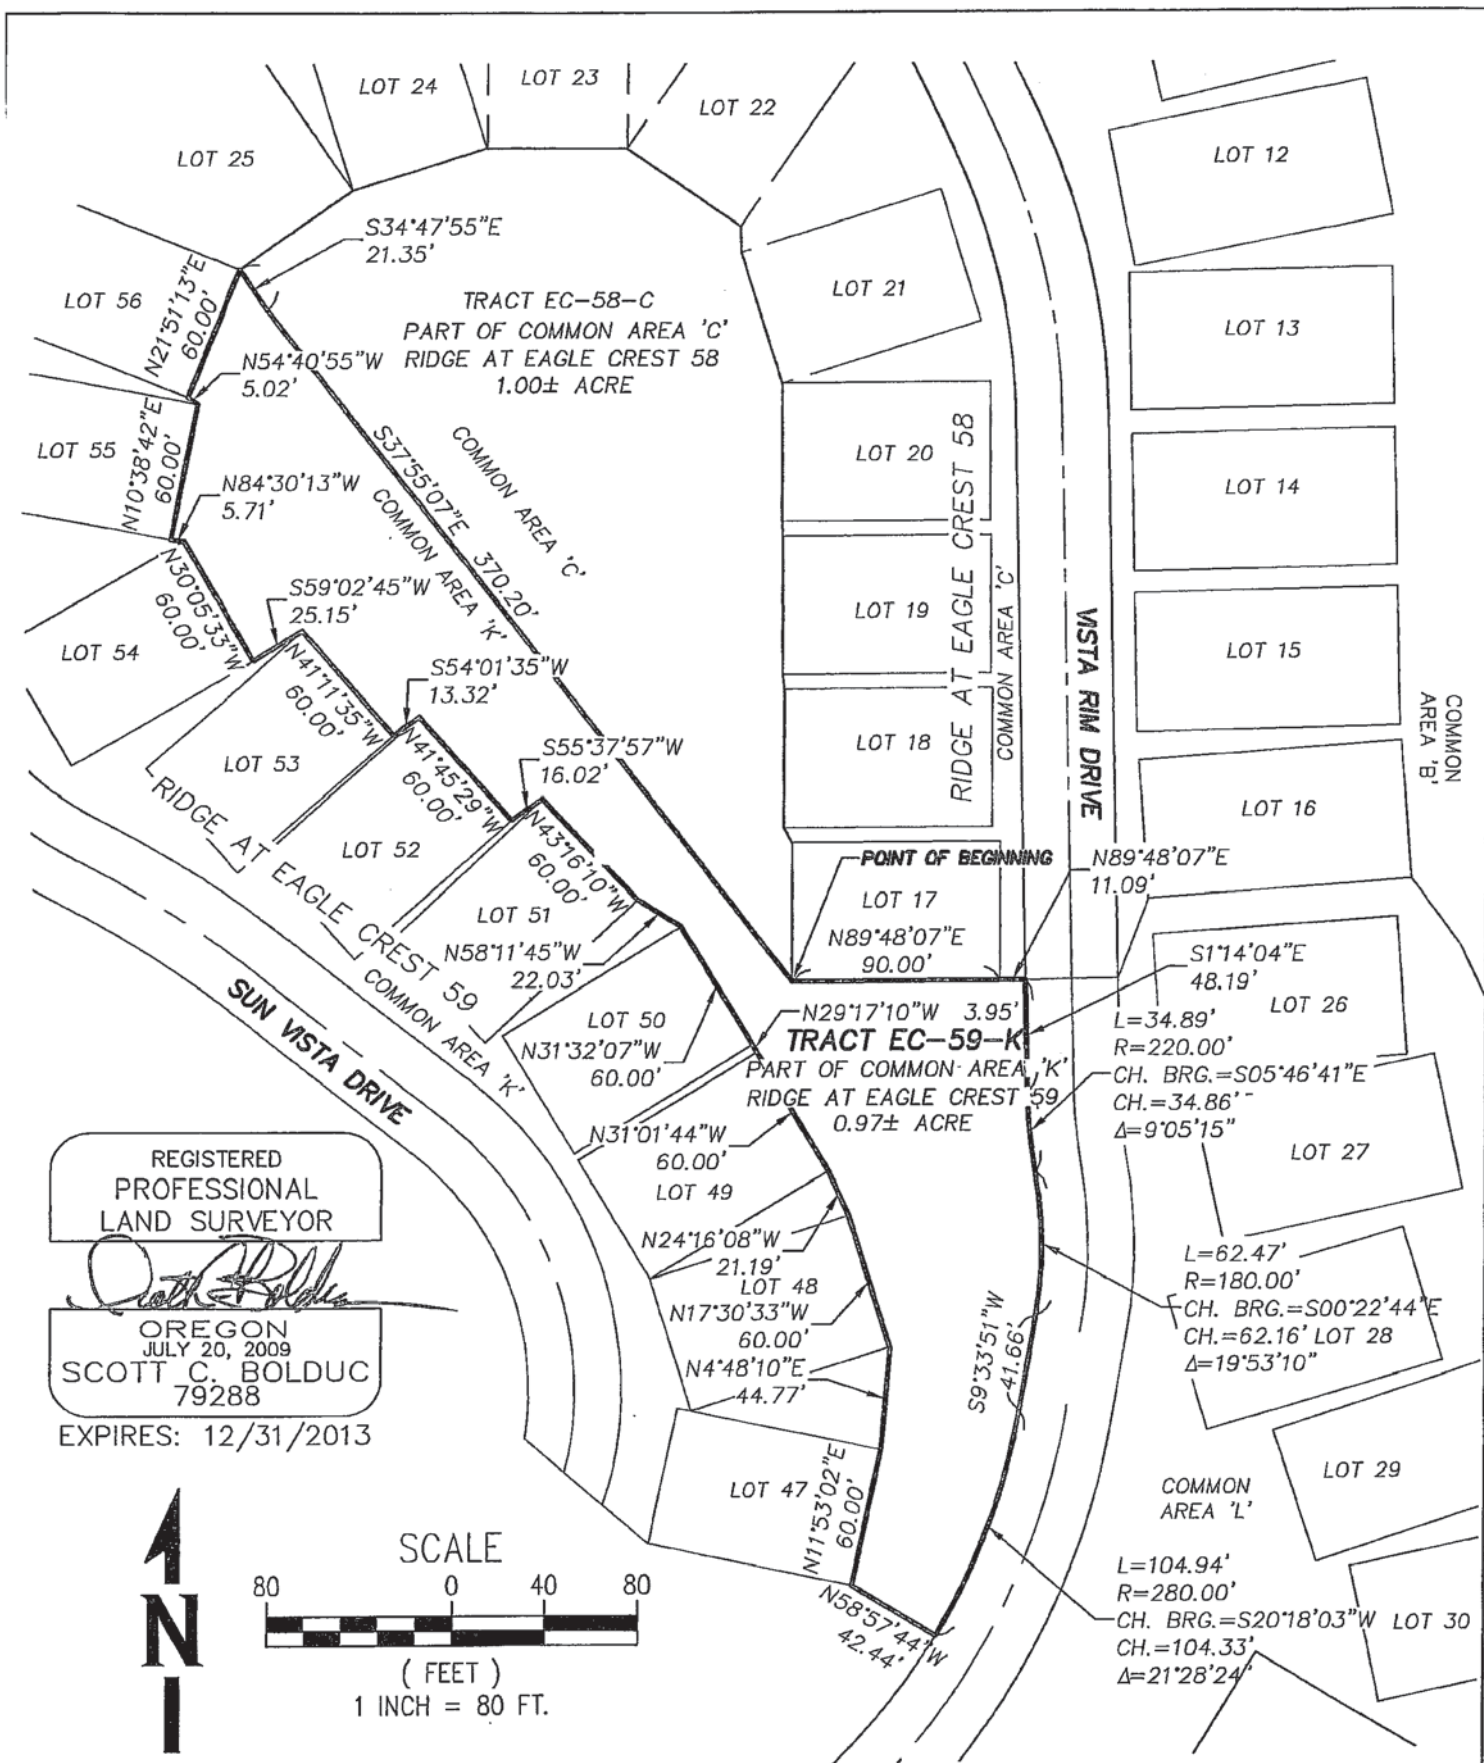 LOT 24
LOT 23
LOT 22
LOT 25
LOT 12
S34°47'55"E
21.35'
LOT 56
N21°51'13"E
60.00'
TRACT EC-58-C
PART OF COMMON AREA 'C'
RIDGE AT EAGLE CREST 58
1.00± ACRE
LOT 21
LOT 13
N54°40'55"W
5.02'
LOT 55
N10°38'42"E
60.00'
S37°55'07"E 370.20'
COMMON AREA 'C'
COMMON AREA 'K'
LOT 20
RIDGE AT EAGLE CREST 58
LOT 14
N84°30'13"W
5.71'
N30°05'33"W
60.00'
S59°02'45"W
25.15'
LOT 54
N41°11'35"W
60.00'
LOT 19
COMMON AREA 'C'
VISTA RIM DRIVE
LOT 15
S54°01'35"W
13.32'
LOT 53
N41°45'29"W
60.00'
S55°37'57"W
16.02'
LOT 18
COMMON
AREA 'B'
LOT 16
RIDGE AT EAGLE CREST 59
LOT 52
N43°16'10"W
60.00'
POINT OF BEGINNING
N89°48'07"E
11.09'
LOT 17
LOT 51
N89°48'07"E
90.00'
N58°11'45"W
22.03'
S1°14'04"E
48.19'
LOT 26
SUN VISTA DRIVE
COMMON AREA 'K'
LOT 50
N29°17'10"W 3.95'
N31°32'07"W
60.00'
TRACT EC-59-K
PART OF COMMON AREA 'K'
RIDGE AT EAGLE CREST 59
0.97± ACRE
L=34.89'
R=220.00'
CH. BRG.=S05°46'41"E
CH.=34.86'
Δ=9°05'15"
LOT 27
N31°01'44"W
60.00'
LOT 49
REGISTERED
PROFESSIONAL
LAND SURVEYOR
OREGON
JULY 20, 2009
SCOTT C. BOLDUC
79288
EXPIRES: 12/31/2013
N24°16'08"W
21.19'
LOT 48
N17°30'33"W
60.00'
N4°48'10"E
44.77'
S9°33'51"W
41.66'
L=62.47'
R=180.00'
CH. BRG.=S00°22'44"E
CH.=62.16' LOT 28
Δ=19°53'10"
LOT 47
N11°53'02"E
60.00'
LOT 29
COMMON
AREA 'L'
N58°57'44"W
42.44'
L=104.94'
R=280.00'
CH. BRG.=S20°18'03"W LOT 30
CH.=104.33'
Δ=21°28'24"
N
SCALE
80 0 40 80
( FEET )
1 INCH = 80 FT.